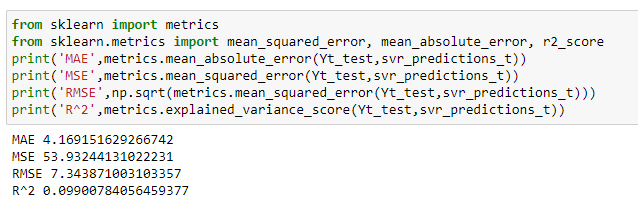 from sklearn import metrics
from sklearn.metrics import mean_squared_error, mean_absolute_error, r2_score
print('MAE',metrics.mean_absolute_error(Yt_test,svr_predictions_t))
print('MSE',metrics.mean_squared_error(Yt_test,svr_predictions_t))
print('RMSE',np.sqrt(metrics.mean_squared_error(Yt_test,svr_predictions_t)))
print('R^2',metrics.explained_variance_score(Yt_test,svr_predictions_t))
MAE 4.169151629266742
MSE 53.93244131022231
RMSE 7.343871003103357
R^2 0.09900784056459377